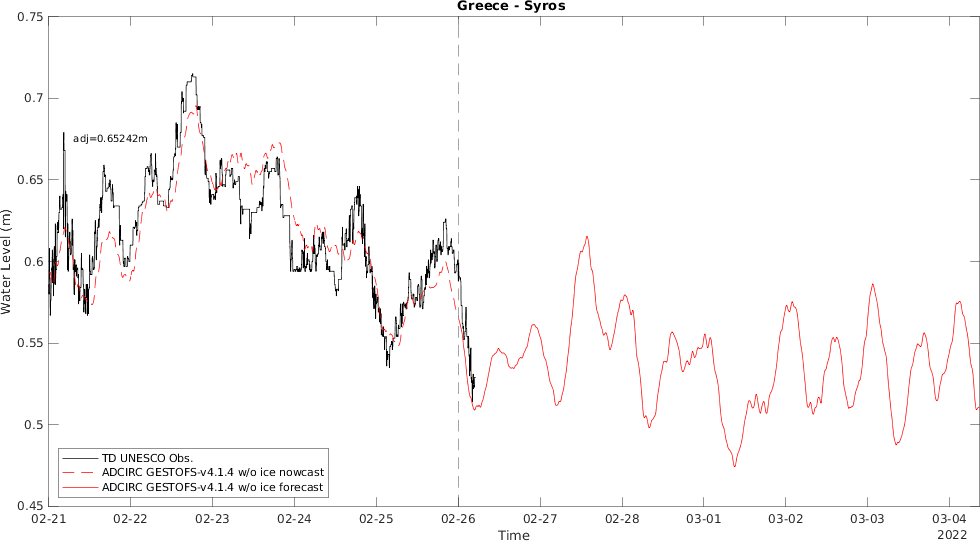 Greece - Syros
0.75
0.7
0.65
0.6
0.55
0.5
0.45
Water Level (m)
adj=0.65242m
TD UNESCO Obs.
ADCIRC GESTOFS-v4.1.4 w/o ice nowcast
ADCIRC GESTOFS-v4.1.4 w/o ice forecast
02-21 02-22 02-23 02-24 02-25 02-26 02-27 02-28 03-01 03-02 03-03 03-04
Time
2022